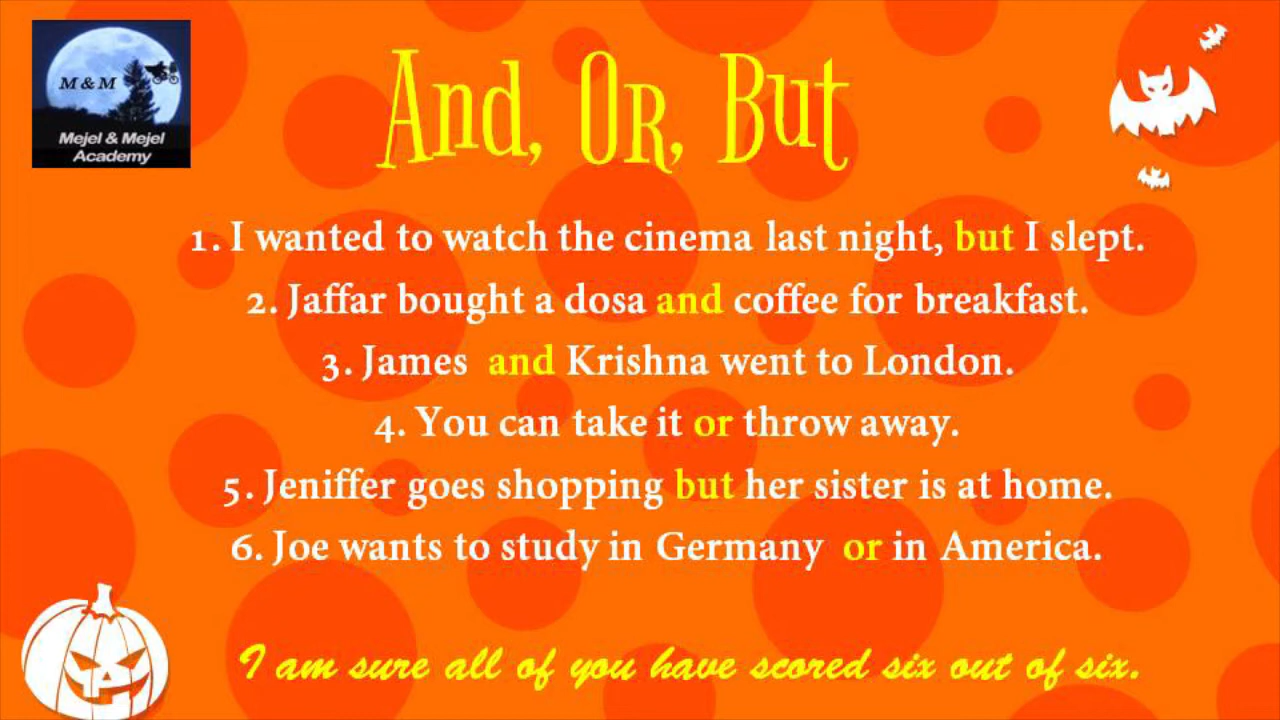 M & M
Mejel & Mejel
Academy
And, Or, But
1. I wanted to watch the cinema last night, but I slept.
2. Jaffar bought a dosa and coffee for breakfast.
3. James and Krishna went to London.
4. You can take it or throw away.
5. Jeniffer goes shopping but her sister is at home.
6. Joe wants to study in Germany or in America.
I am sure all of you have scored six out of six.